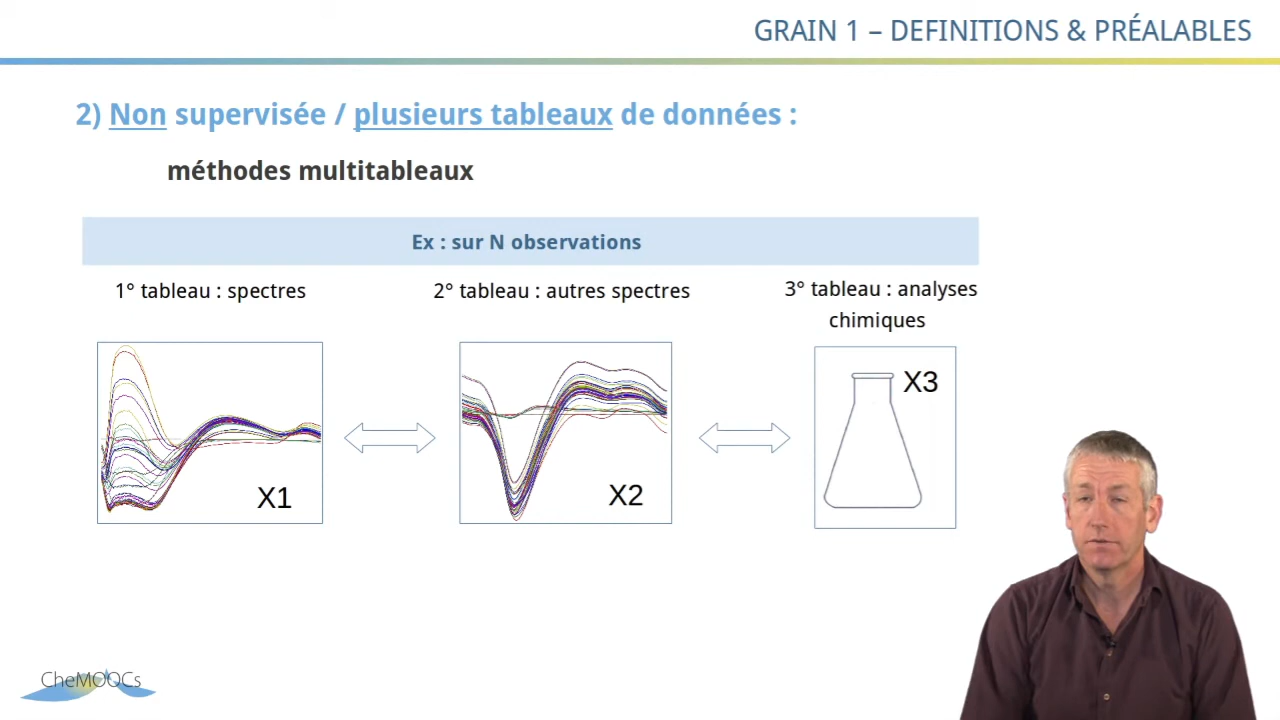 GRAIN 1 – DEFINITIONS & PRÉALABLES
2) Non supervisée / plusieurs tableaux de données :
méthodes multitableaux
Ex : sur N observations
1° tableau : spectres
2° tableau : autres spectres
3° tableau : analyses
chimiques
X1
X2
X3
CheMOOCs